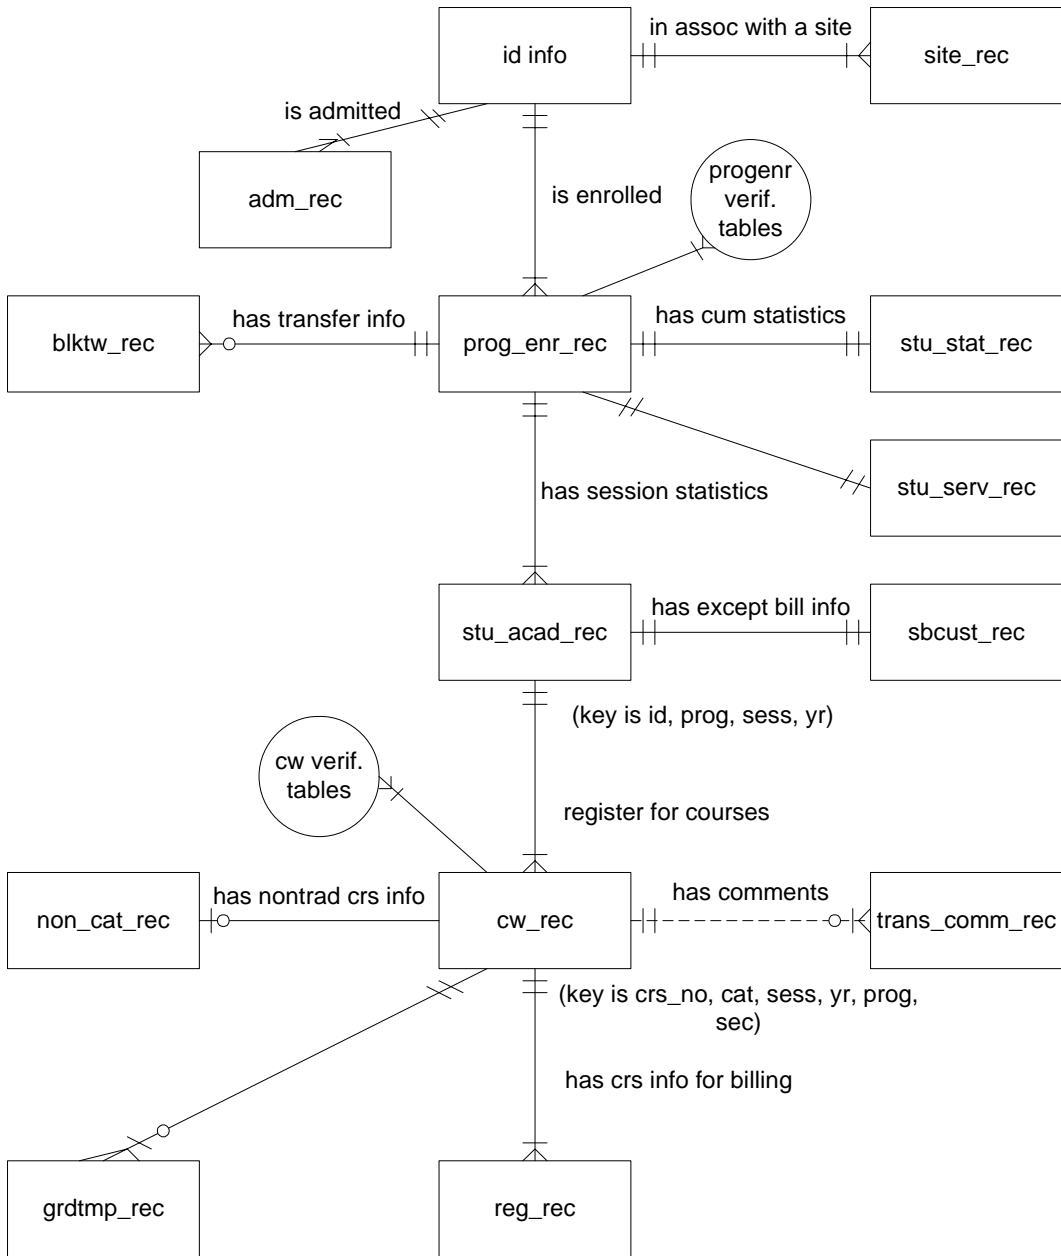 id info
in assoc with a site
site_rec
is admitted
adm_rec
is enrolled
progenr
verif.
tables
blktw_rec
has transfer info
prog_enr_rec
has cum statistics
stu_stat_rec
has session statistics
stu_serv_rec
stu_acad_rec
has except bill info
sbcust_rec
(key is id, prog, sess, yr)
cw verif.
tables
register for courses
non_cat_rec
has nontrad crs info
cw_rec
has comments
trans_comm_rec
(key is crs_no, cat, sess, yr, prog,
sec)
has crs info for billing
grdtmp_rec
reg_rec